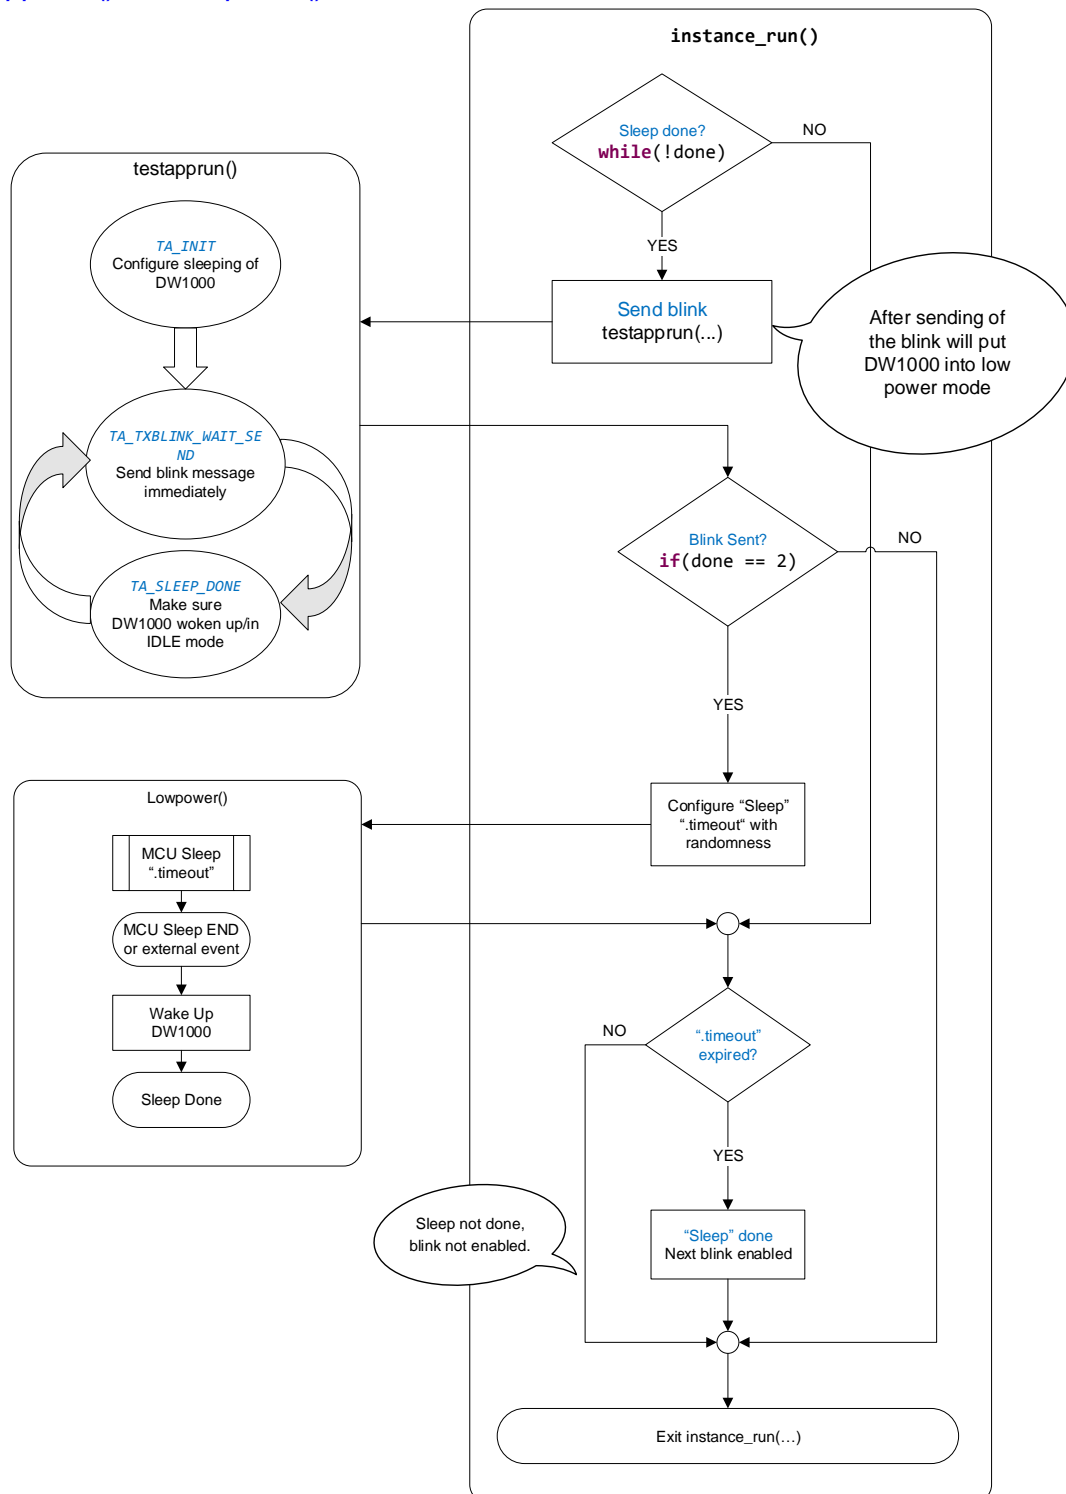 instance_run()
Sleep done?
while(!done)
NO
YES
testapprun()
TA_INIT
Configure sleeping of
DW1000
Send blink
testapprun(...)
After sending of
the blink will put
DW1000 into low
power mode
TA_TXBLINK_WAIT_SE
ND
Send blink message
immediately
TA_SLEEP_DONE
Make sure
DW1000 woken up/in
IDLE mode
Blink Sent?
if(done == 2)
NO
YES
Configure “Sleep”
“.timeout“ with
randomness
Lowpower()
MCU Sleep
“.timeout”
MCU Sleep END
or external event
Wake Up
DW1000
Sleep Done
“.timeout”
expired?
NO
YES
Sleep not done,
blink not enabled.
“Sleep” done
Next blink enabled
Exit instance_run(…)